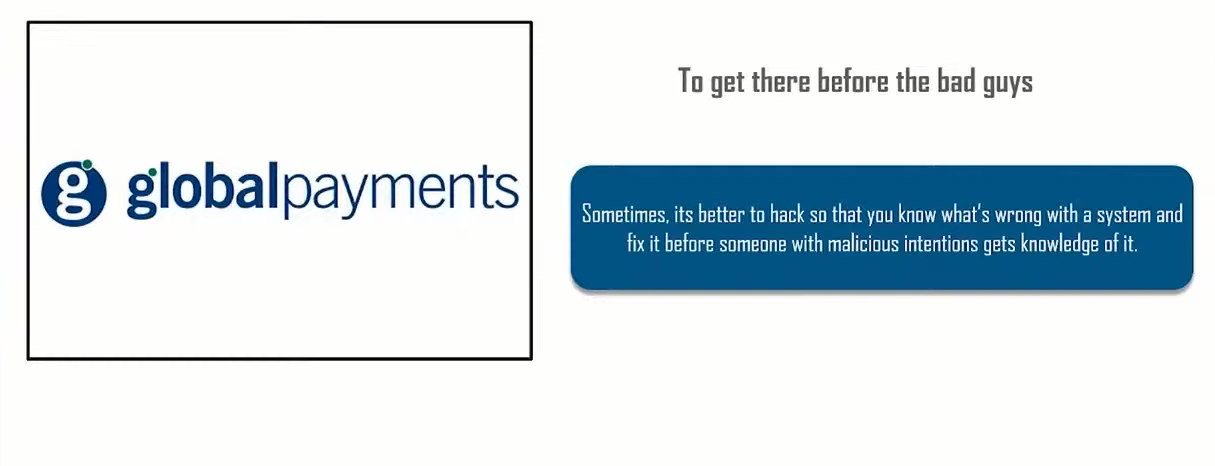 g globalpayments
To get there before the bad guys
Sometimes, its better to hack so that you know what's wrong with a system and
fix it before someone with malicious intentions gets knowledge of it.